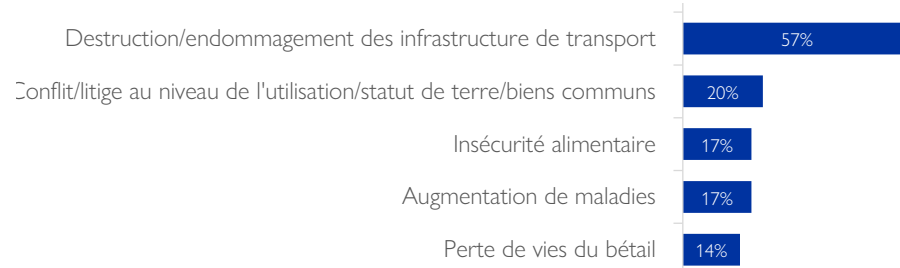 Destruction/endommagement des infrastructure de transport 57%
Conflit/litige au niveau de l'utilisation/statut de terre/biens communs 20%
Insécurité alimentaire 17%
Augmentation de maladies 17%
Perte de vies du bétail 14%